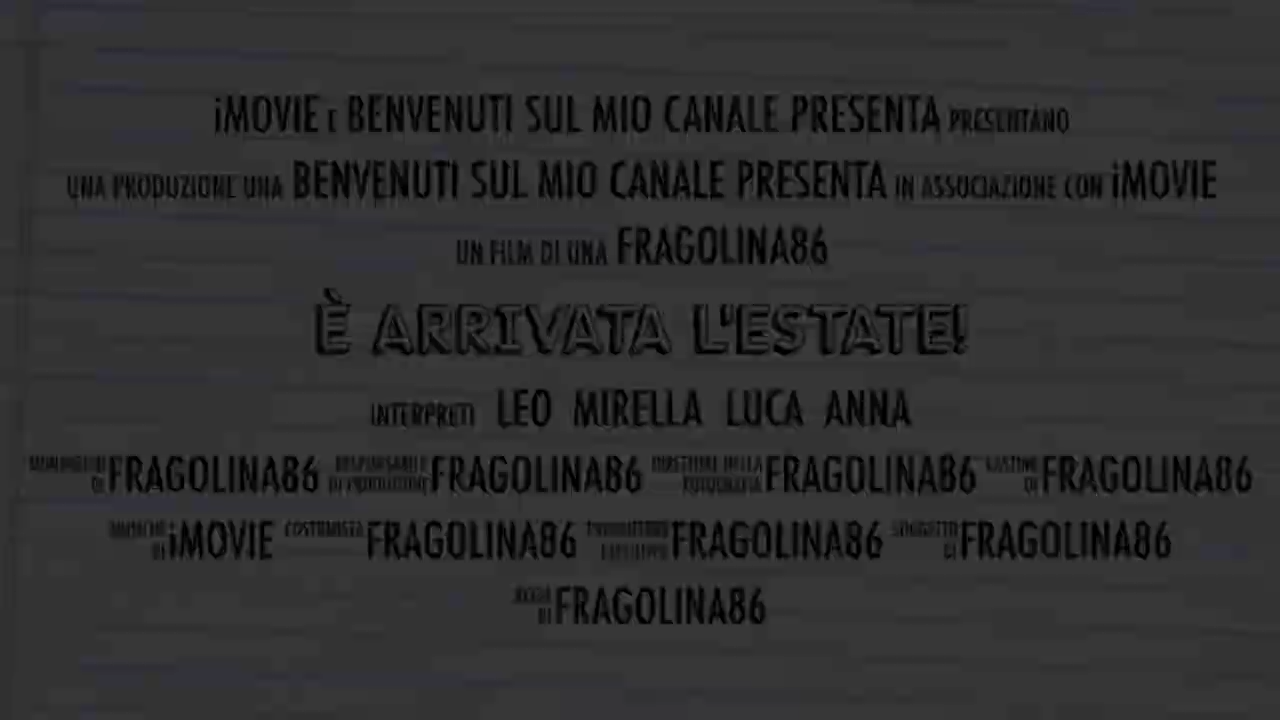 iMOVIE E BENVENUTI SUL MIO CANALE PRESENTA PRESENTANO
UNA PRODUZIONE UNA BENVENUTI SUL MIO CANALE PRESENTA IN ASSOCIAZIONE CON iMOVIE
UN FILM DI UNA FRAGOLINA86
È ARRIVATA L'ESTATE!
INTERPRETI LEO MIRELLA LUCA ANNA
MONTAGGIO DI FRAGOLINA86 RESPONSABILE DI PRODUZIONE FRAGOLINA86 DIRETTORE DELLA FOTOGRAFIA FRAGOLINA86 CASTING DI FRAGOLINA86
MUSICHE DI iMOVIE COSTUMISTA FRAGOLINA86 PRODUTTORE ESECUTIVO FRAGOLINA86 SOGGETTO DI FRAGOLINA86
REGIA DI FRAGOLINA86